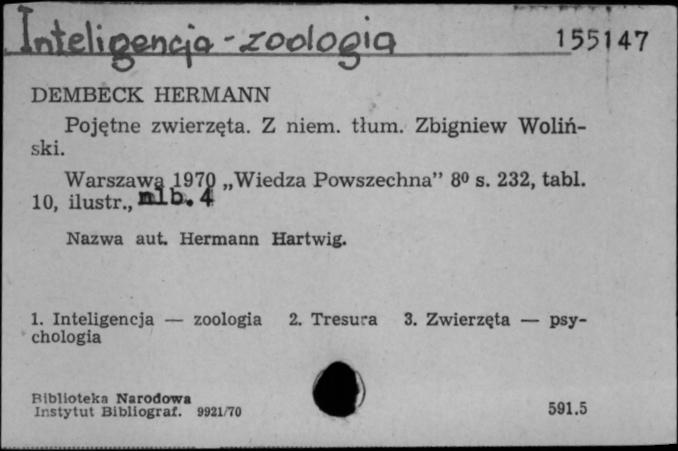 Inteligencja - zoologia 155147
DEMBECK HERMANN
Pojętne zwierzęta. Z niem. tłum. Zbigniew Woliń-
ski.
Warszawa 1970 „Wiedza Powszechna” 8⁰ s. 232, tabl.
10, ilustr., nlb. 4
Nazwa aut. Hermann Hartwig.
1. Inteligencja — zoologia 2. Tresura 3. Zwierzęta — psy-
chologia
Biblioteka Narodowa
Instytut Bibliograf. 9921/70 591.5